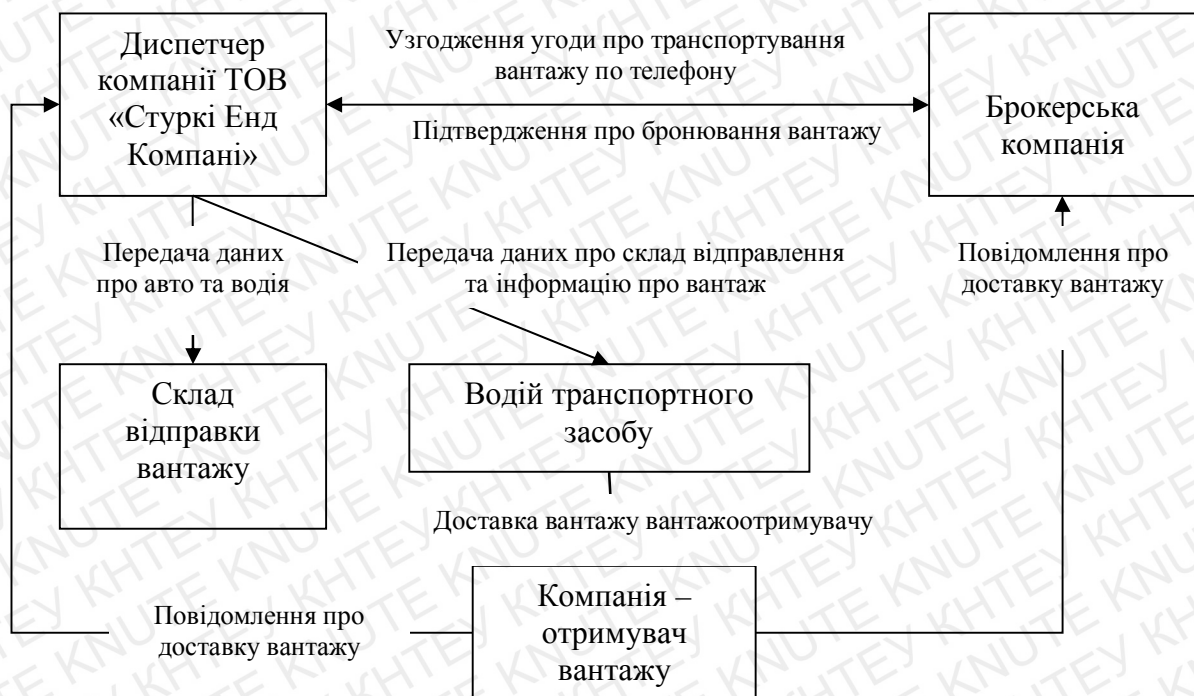 Диспетчер
компанії ТОВ
«Стуркі Енд
Компані»
Узгодження угоди про транспортування
вантажу по телефону
Підтвердження про бронювання вантажу
Брокерська
компанія
Передача даних
про авто та водія
Передача даних про склад відправлення
та інформацію про вантаж
Повідомлення про
доставку вантажу
Склад
відправки
вантажу
Водій транспортного
засобу
Доставка вантажу вантажоотримувачу
Повідомлення про
доставку вантажу
Компанія –
отримувач
вантажу